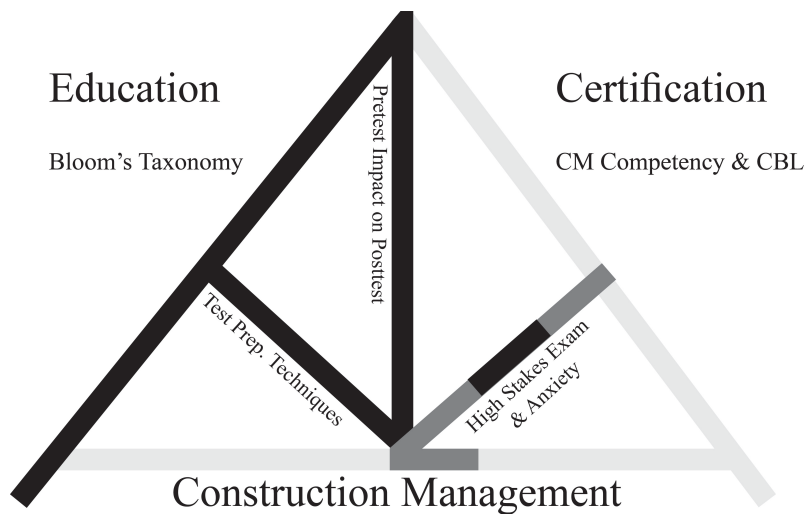 Education
Certification
Bloom’s Taxonomy
CM Competency & CBL
Pretest Impact on Posttest
Test Prep. Techniques
High Stakes Exam
& Anxiety
Construction Management